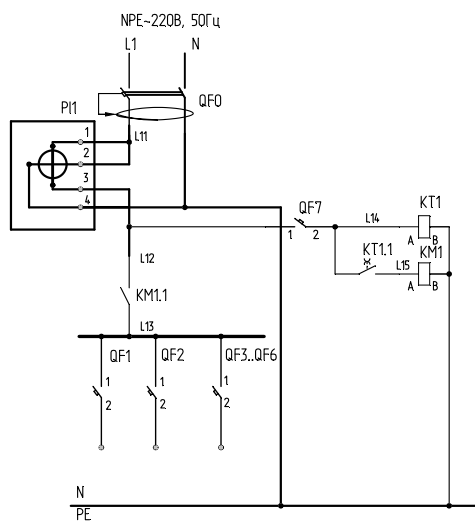 NPE~220В, 50Гц
L1 N
QF0
PI1
1
L11
2
3
4
QF7
KT1
1 2
L14
A B
KT1.1
KM1
L12
L15
A B
KM1.1
L13
QF1 QF2 QF3..QF6
1 1 1
2 2 2
N
PE